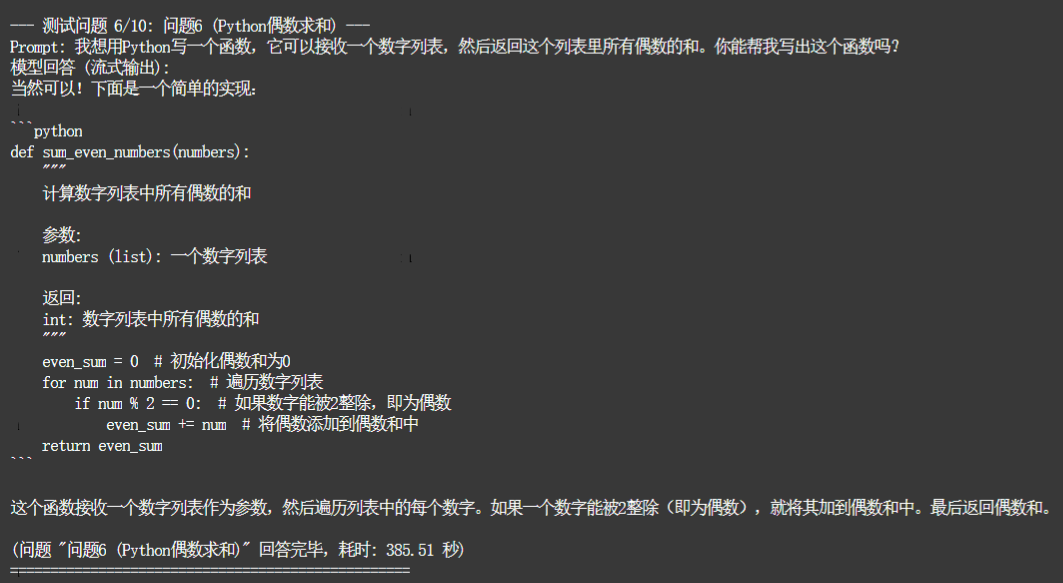 --- 测试问题 6/10: 问题6 (Python偶数求和) ---
Prompt: 我想用Python写一个函数，它可以接收一个数字列表，然后返回这个列表里所有偶数的和。你能帮我写出这个函数吗？
模型回答 (流式输出):
当然可以！下面是一个简单的实现：
```python
def sum_even_numbers(numbers):
    """
    计算数字列表中所有偶数的和
    参数:
    numbers (list): 一个数字列表
    返回:
    int: 数字列表中所有偶数的和
    """
    even_sum = 0  # 初始化偶数和为0
    for num in numbers:  # 遍历数字列表
        if num % 2 == 0:  # 如果数字能被2整除，即为偶数
            even_sum += num  # 将偶数添加到偶数和中
    return even_sum
```
这个函数接收一个数字列表作为参数，然后遍历列表中的每个数字。如果一个数字能被2整除（即为偶数），就将其加到偶数和中。最后返回偶数和。
(问题 "问题6 (Python偶数求和)" 回答完毕，耗时: 385.51 秒)
==================================================